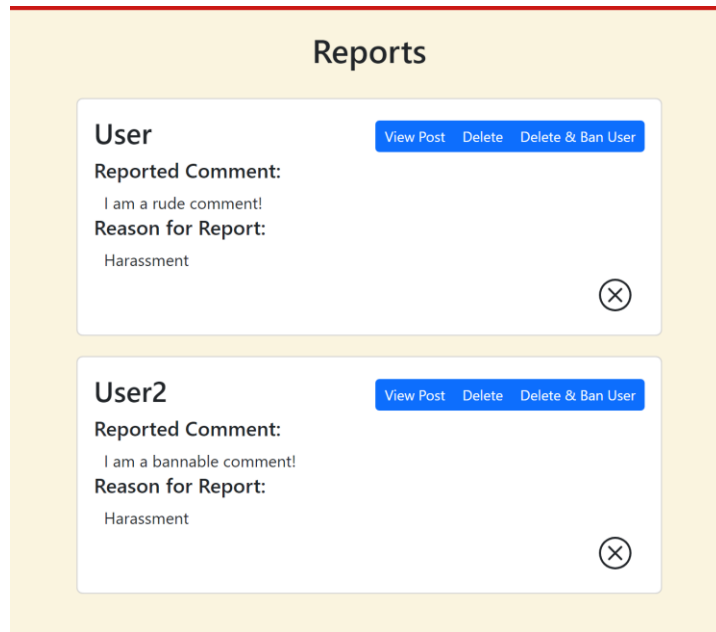 Reports
User
View Post Delete Delete & Ban User
Reported Comment:
I am a rude comment!
Reason for Report:
Harassment
User2
View Post Delete Delete & Ban User
Reported Comment:
I am a bannable comment!
Reason for Report:
Harassment